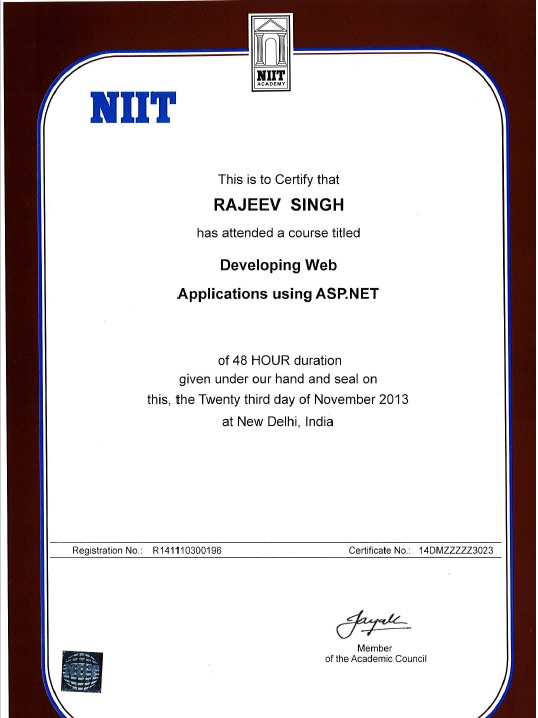 NIIT
ACADEMY
NIIT
This is to Certify that
RAJEEV SINGH
has attended a course titled
Developing Web
Applications using ASP.NET
of 48 HOUR duration
given under our hand and seal on
this, the Twenty third day of November 2013
at New Delhi, India
Registration No.: R141110300196 Certificate No.: 14DMZZZZZ3023
Jayall
Member
of the Academic Council
NIIT